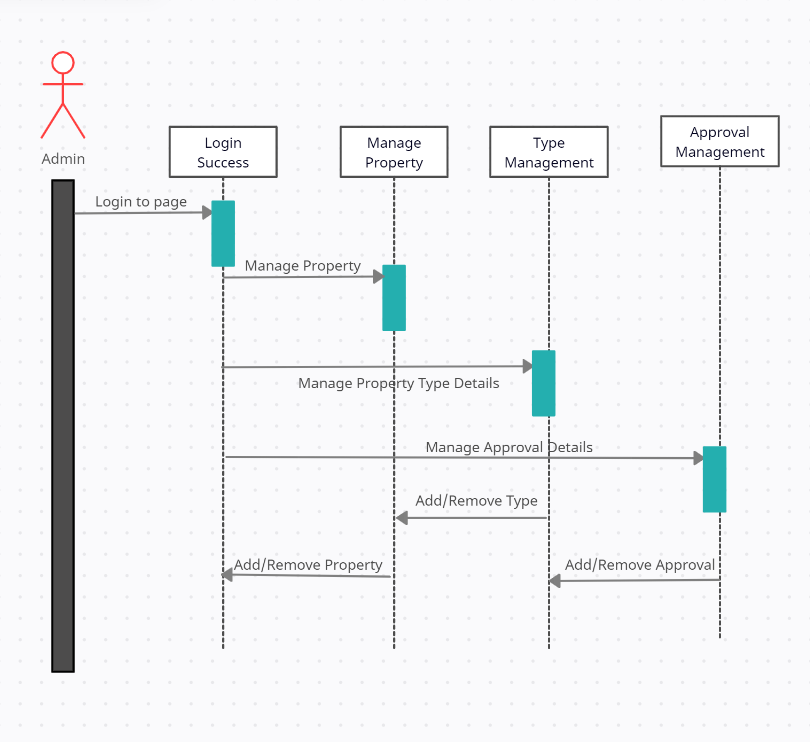 Admin
Login
Success
Manage
Property
Type
Management
Approval
Management
Login to page
Manage Property
Manage Property Type Details
Manage Approval Details
Add/Remove Type
Add/Remove Property
Add/Remove Approval